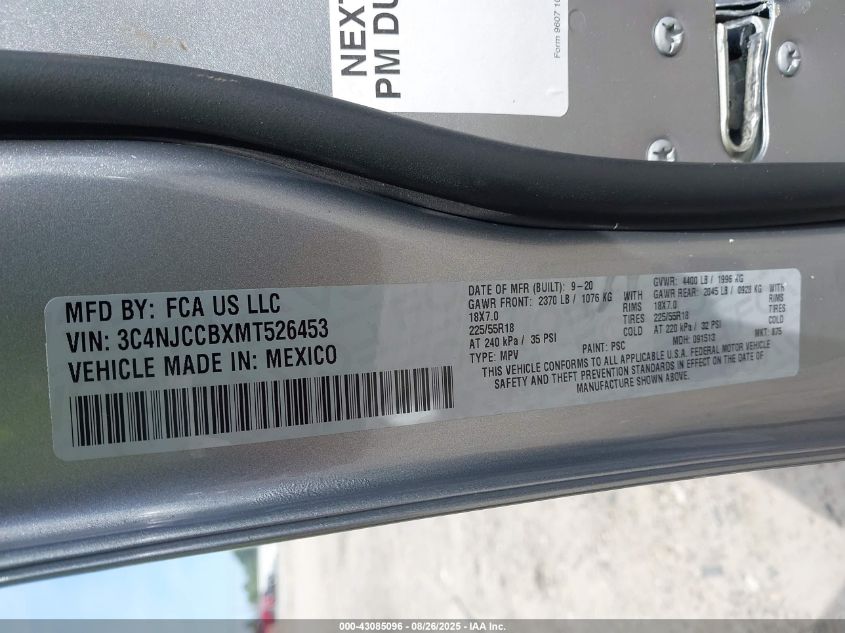 NEXT
PM DU
Form 9607 10
MFD BY: FCA US LLC
VIN: 3C4NJCCBXMT526453
VEHICLE MADE IN: MEXICO
DATE OF MFR (BUILT): 9-20
GAWR FRONT: 2370 LB / 1076 KG WITH
18X7.0 RIMS
225/55R18 TIRES
AT 240 kPa / 35 PSI
TYPE: MPV PAINT: PSC
GVWR: 4400 LB / 1996 KG
GAWR REAR: 2045 LB / 0928 KG WITH
18X7.0 RIMS
225/55R18 TIRES
AT 220 kPa / 32 PSI
MDH: 091513 MKT: 875
THIS VEHICLE CONFORMS TO ALL APPLICABLE U.S.A. FEDERAL MOTOR VEHICLE
SAFETY AND THEFT PREVENTION STANDARDS IN EFFECT ON THE DATE OF
MANUFACTURE SHOWN ABOVE.
000-43085096 - 08/26/2025 - IAA Inc.